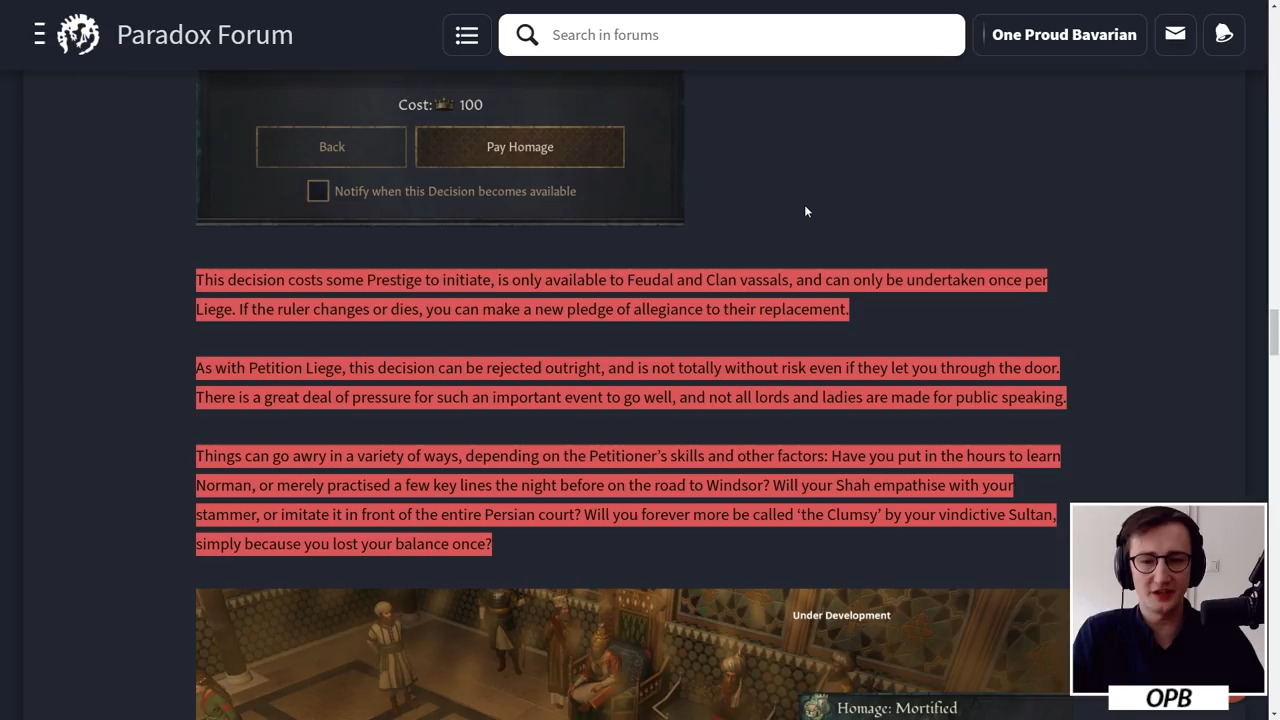 Paradox Forum
Search in forums
One Proud Bavarian
Cost: 100
Back
Pay Homage
Notify when this Decision becomes available
This decision costs some Prestige to initiate, is only available to Feudal and Clan vassals, and can only be undertaken once per
Liege. If the ruler changes or dies, you can make a new pledge of allegiance to their replacement.
As with Petition Liege, this decision can be rejected outright, and is not totally without risk even if they let you through the door.
There is a great deal of pressure for such an important event to go well, and not all lords and ladies are made for public speaking.
Things can go awry in a variety of ways, depending on the Petitioner’s skills and other factors: Have you put in the hours to learn
Norman, or merely practised a few key lines the night before on the road to Windsor? Will your Shah empathise with your
stammer, or imitate it in front of the entire Persian court? Will you forever more be called ‘the Clumsy’ by your vindictive Sultan,
simply because you lost your balance once?
Under Development
Homage: Mortified
OPB